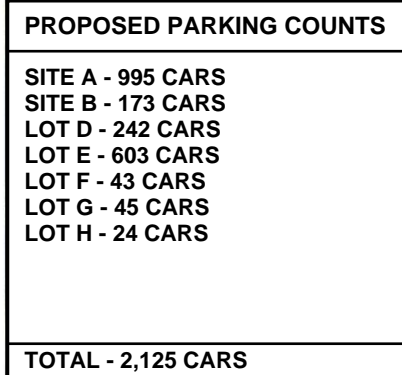 PROPOSED PARKING COUNTS
SITE A - 995 CARS
SITE B - 173 CARS
LOT D - 242 CARS
LOT E - 603 CARS
LOT F - 43 CARS
LOT G - 45 CARS
LOT H - 24 CARS
TOTAL - 2,125 CARS